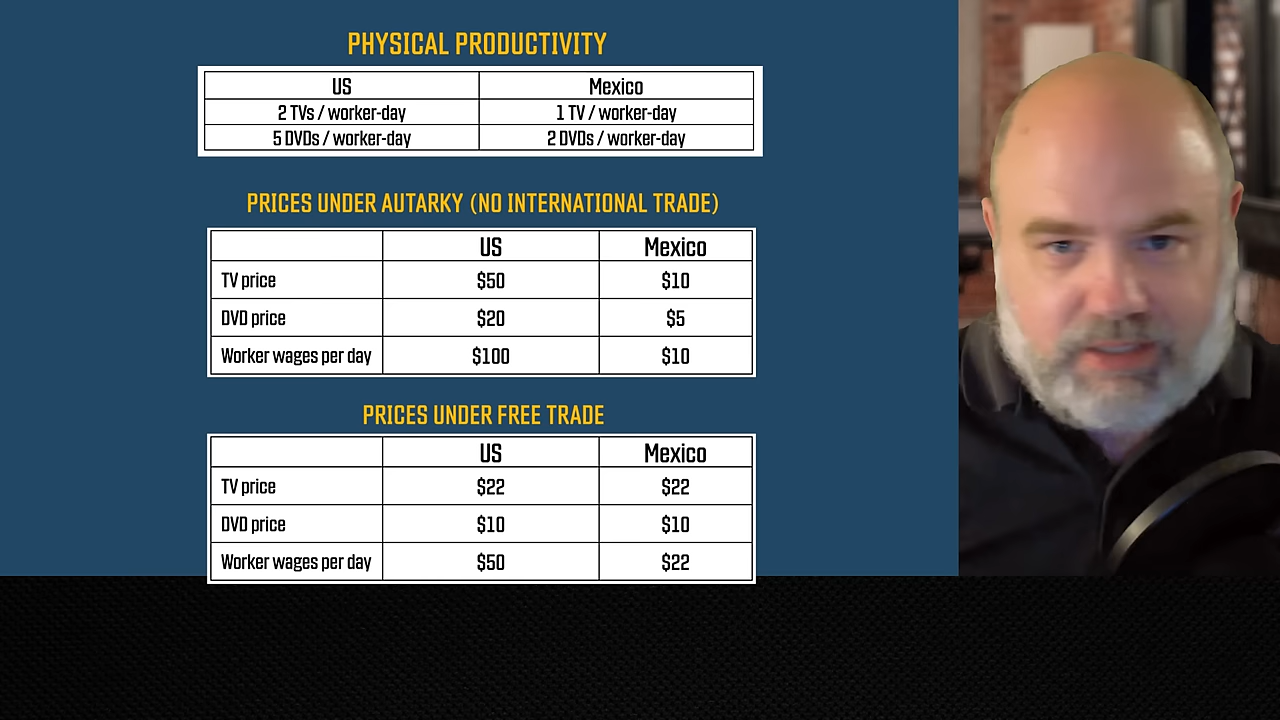 PHYSICAL PRODUCTIVITY
US Mexico
2 TVs / worker-day 1 TV / worker-day
5 DVDs / worker-day 2 DVDs / worker-day
PRICES UNDER AUTARKY (NO INTERNATIONAL TRADE)
US Mexico
TV price $50 $10
DVD price $20 $5
Worker wages per day $100 $10
PRICES UNDER FREE TRADE
US Mexico
TV price $22 $22
DVD price $10 $10
Worker wages per day $50 $22